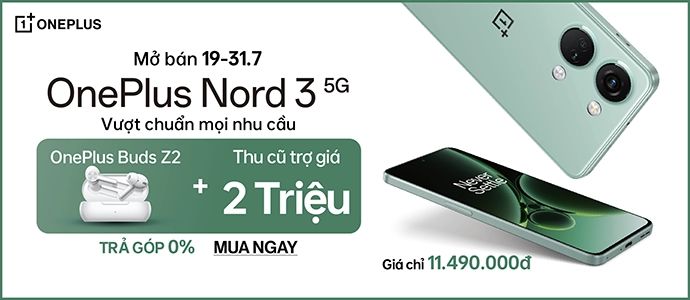 ONEPLUS
Mở bán 19-31.7
OnePlus Nord 3 5G
Vượt chuẩn mọi nhu cầu
OnePlus Buds Z2
+
Thu cũ trợ giá
2 Triệu
TRẢ GÓP 0% MUA NGAY
Never
Settle
Giá chỉ 11.490.000đ